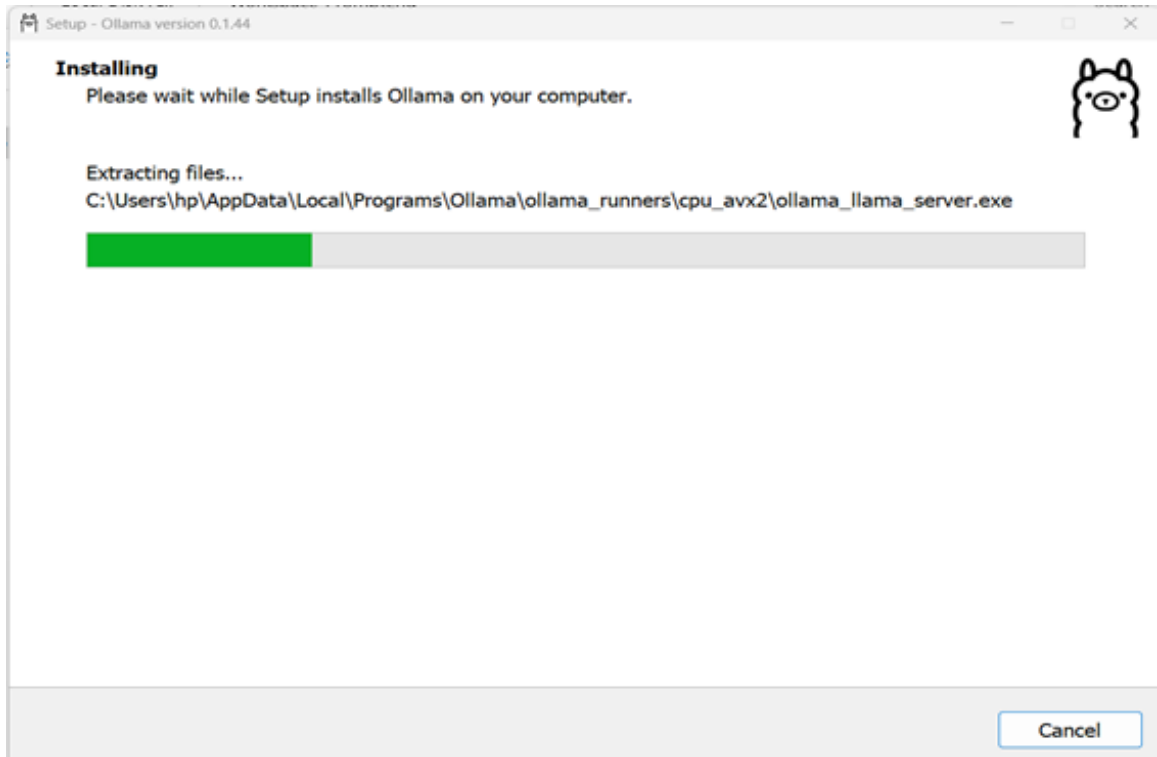 Setup - Ollama version 0.1.44
Installing
Please wait while Setup installs Ollama on your computer.
Extracting files...
C:\Users\hp\AppData\Local\Programs\Ollama\ollama_runners\cpu_avx2\ollama_llama_server.exe
Cancel